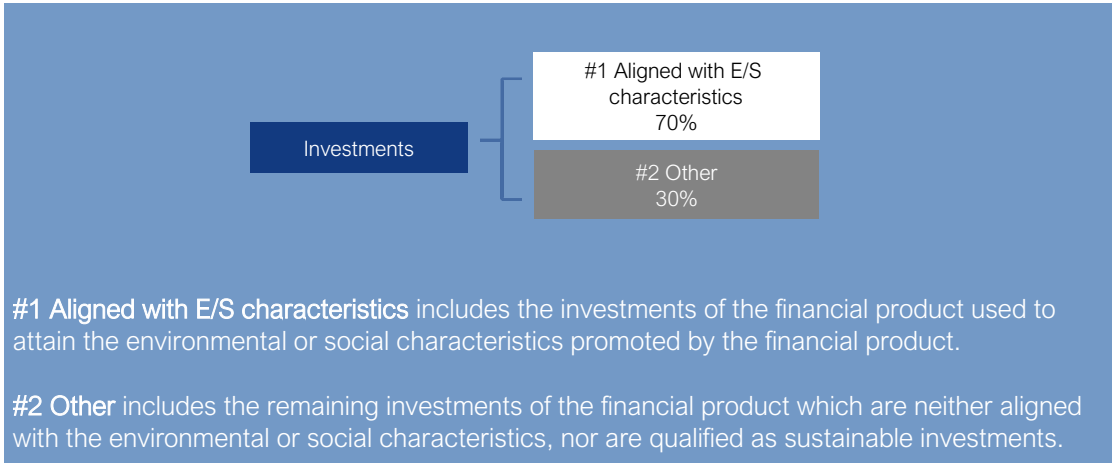 #1 Aligned with E/S
characteristics
70%
Investments
#2 Other
30%
#1 Aligned with E/S characteristics includes the investments of the financial product used to
attain the environmental or social characteristics promoted by the financial product.
#2 Other includes the remaining investments of the financial product which are neither aligned
with the environmental or social characteristics, nor are qualified as sustainable investments.